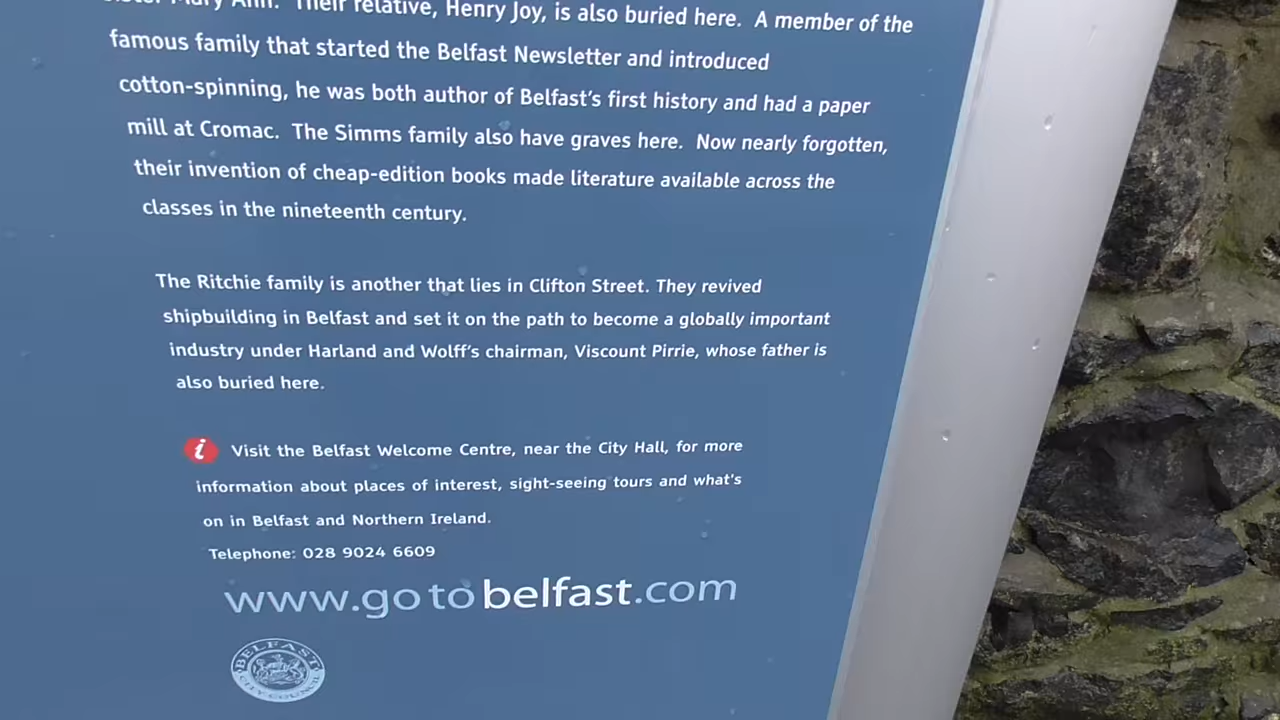 Sister Mary Ann. Their relative, Henry Joy, is also buried here. A member of the
famous family that started the Belfast Newsletter and introduced
cotton-spinning, he was both author of Belfast's first history and had a paper
mill at Cromac. The Simms family also have graves here. Now nearly forgotten,
their invention of cheap-edition books made literature available across the
classes in the nineteenth century.
The Ritchie family is another that lies in Clifton Street. They revived
shipbuilding in Belfast and set it on the path to become a globally important
industry under Harland and Wolff's chairman, Viscount Pirrie, whose father is
also buried here.
i Visit the Belfast Welcome Centre, near the City Hall, for more
information about places of interest, sight-seeing tours and what's
on in Belfast and Northern Ireland.
Telephone: 028 9024 6609
www.gotobelfast.com
BELFAST
CITY COUNCIL